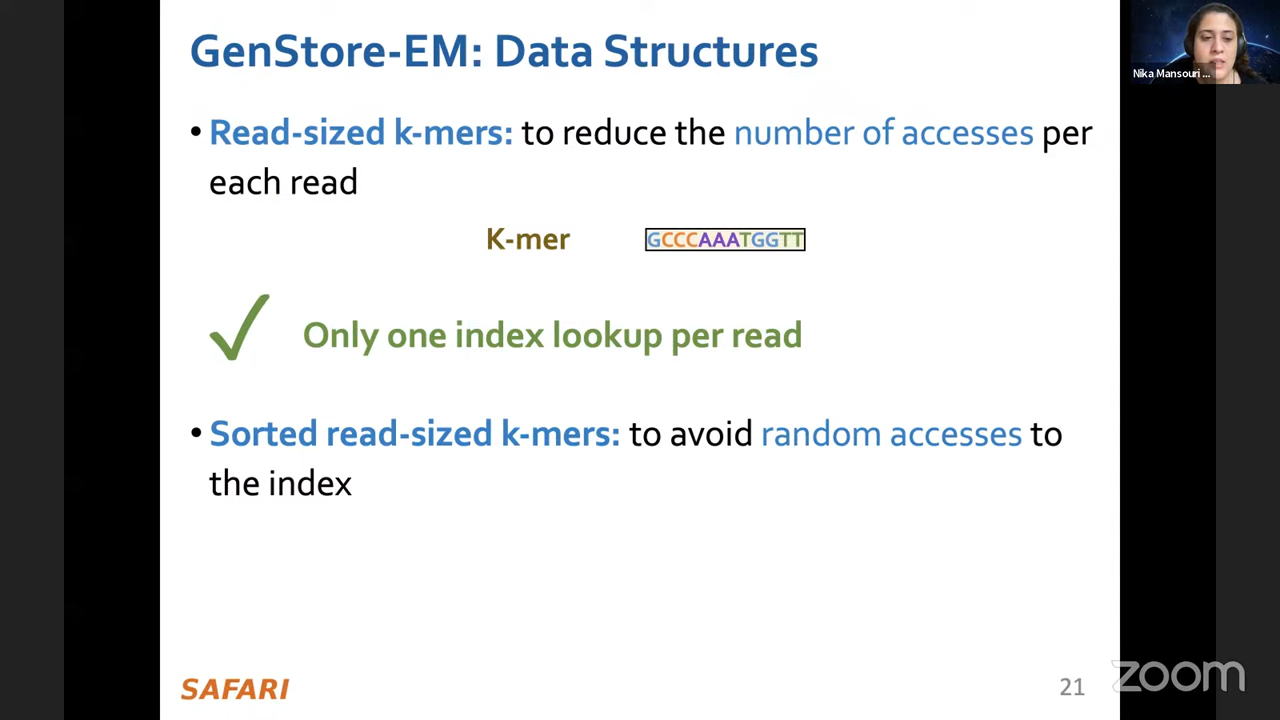 GenStore-EM: Data Structures
Nika Mansouri ...
• Read-sized k-mers: to reduce the number of accesses per
each read
K-mer GCCCAAATGGTT
✓ Only one index lookup per read
• Sorted read-sized k-mers: to avoid random accesses to
the index
SAFARI
21
zoom